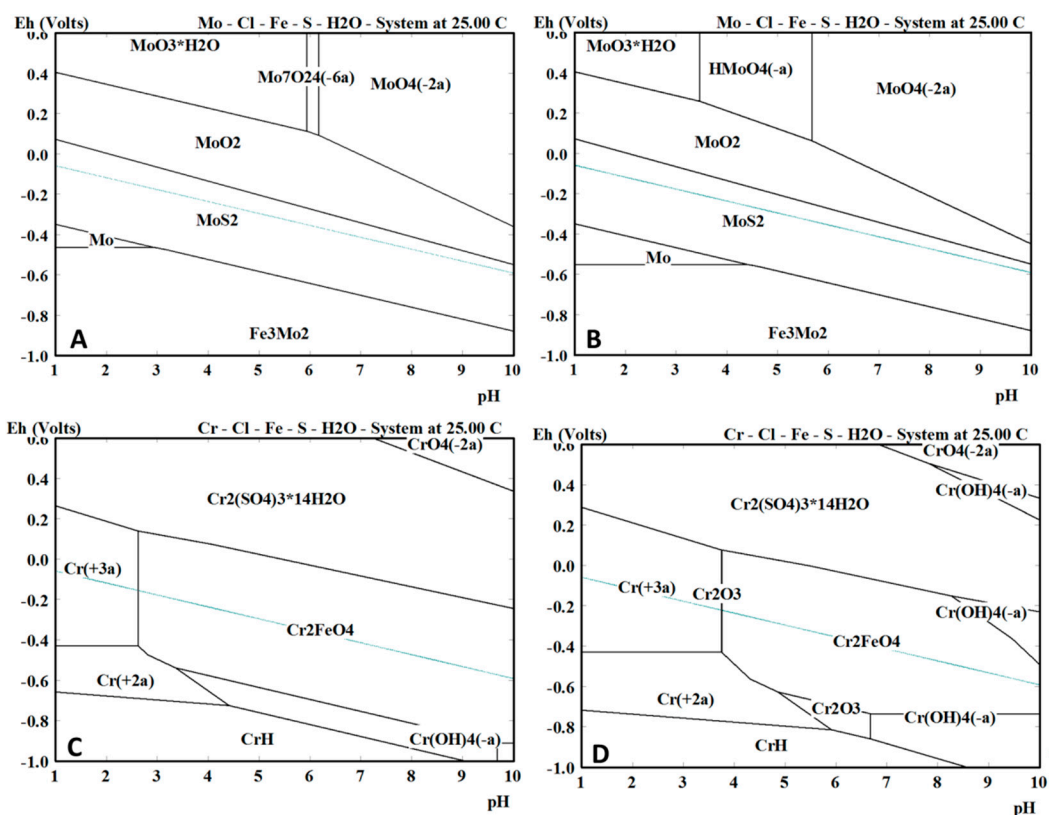 Eh (Volts) Mo - Cl - Fe - S - H2O - System at 25.00 C
0.6
0.4
0.2
0.0
-0.2
-0.4
-0.6
-0.8
-1.0
MoO3*H2O
Mo7O24(-6a)
MoO4(-2a)
MoO2
MoS2
Mo
Fe3Mo2
A
1 2 3 4 5 6 7 8 9 10
pH
Eh (Volts) Mo - Cl - Fe - S - H2O - System at 25.00 C
0.6
0.4
0.2
0.0
-0.2
-0.4
-0.6
-0.8
-1.0
MoO3*H2O
HMoO4(-a)
MoO4(-2a)
MoO2
MoS2
Mo
Fe3Mo2
B
1 2 3 4 5 6 7 8 9 10
pH
Eh (Volts) Cr - Cl - Fe - S - H2O - System at 25.00 C
0.6
0.4
0.2
0.0
-0.2
-0.4
-0.6
-0.8
-1.0
CrO4(-2a)
Cr2(SO4)3*14H2O
Cr(+3a)
Cr2FeO4
Cr(+2a)
Cr(OH)4(-a)
CrH
C
1 2 3 4 5 6 7 8 9 10
pH
Eh (Volts) Cr - Cl - Fe - S - H2O - System at 25.00 C
0.6
0.4
0.2
0.0
-0.2
-0.4
-0.6
-0.8
-1.0
CrO4(-2a)
Cr2(SO4)3*14H2O
Cr(OH)4(-a)
Cr(+3a)
Cr2O3
Cr(OH)4(-a)
Cr2FeO4
Cr(+2a)
Cr2O3
Cr(OH)4(-a)
CrH
D
1 2 3 4 5 6 7 8 9 10
pH